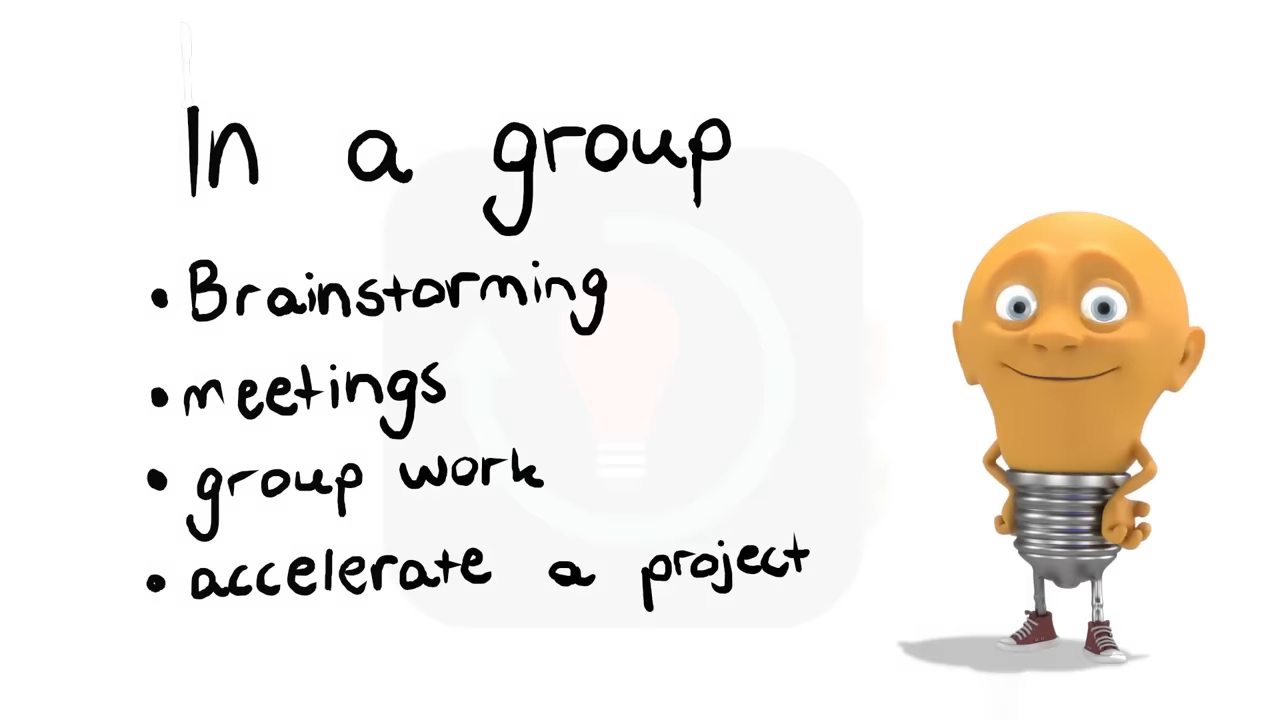 In a group
• Brainstorming
• meetings
• group work
• accelerate a project